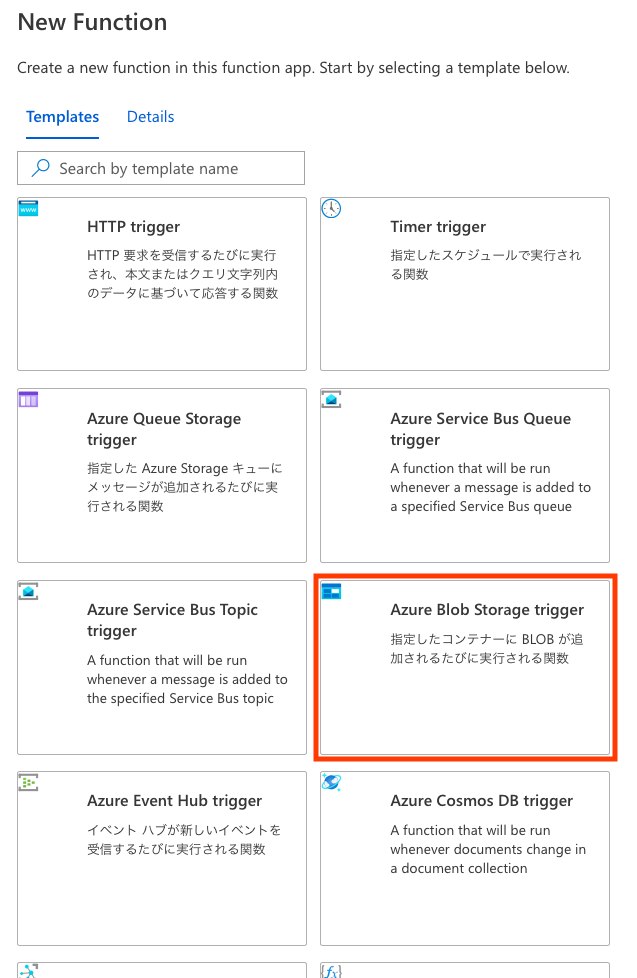 New Function
Create a new function in this function app. Start by selecting a template below.
Templates
Details
Search by template name
www
HTTP trigger
HTTP 要求を受信するたびに実行
され、本文またはクエリ文字列内
のデータに基づいて応答する関数
Timer trigger
指定したスケジュールで実行され
る関数
Azure Queue Storage
trigger
指定した Azure Storage キューに
メッセージが追加されるたびに実
行される関数
Azure Service Bus Queue
trigger
A function that will be run
whenever a message is added to
a specified Service Bus queue
Azure Service Bus Topic
trigger
A function that will be run
whenever a message is added to
the specified Service Bus topic
Azure Blob Storage trigger
指定したコンテナーに BLOB が追
加されるたびに実行される関数
Azure Event Hub trigger
イベント ハブが新しいイベントを
受信するたびに実行される関数
Azure Cosmos DB trigger
A function that will be run
whenever documents change in
a document collection
{fx}